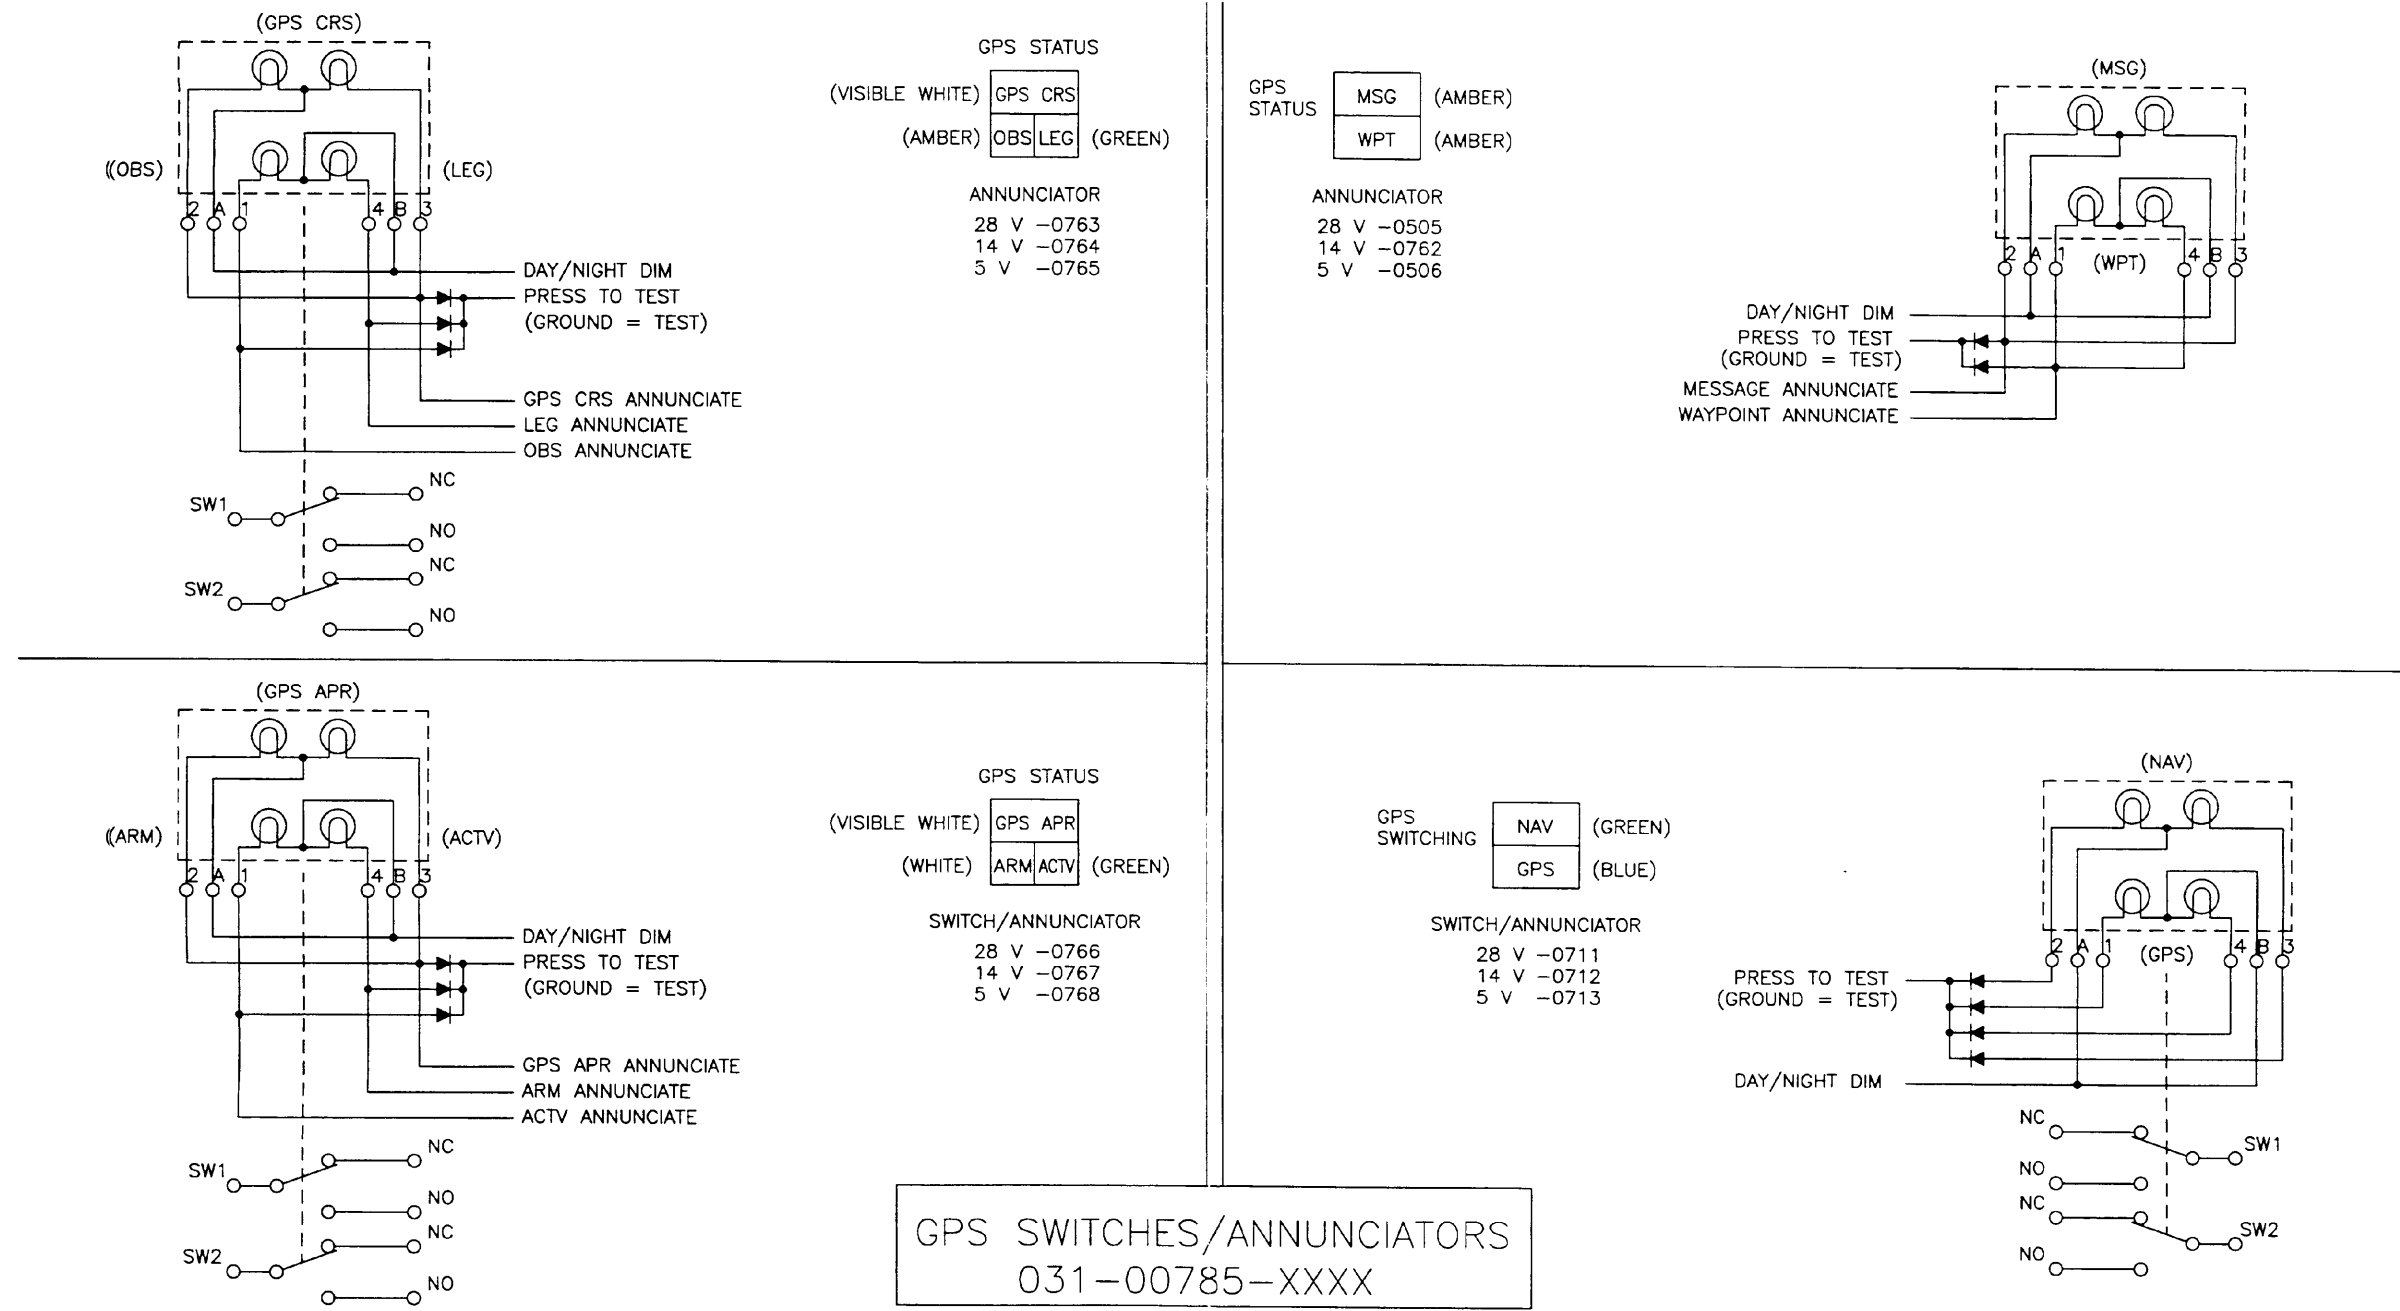 (GPS CRS)
((OBS)
(LEG)
2 A 1 4 B 3
DAY/NIGHT DIM
PRESS TO TEST
(GROUND = TEST)
GPS CRS ANNUNCIATE
LEG ANNUNCIATE
OBS ANNUNCIATE
SW1
NC
NO
SW2
NC
NO
GPS STATUS
(VISIBLE WHITE) GPS CRS
(AMBER) OBS LEG (GREEN)
ANNUNCIATOR
28 V -0763
14 V -0764
5 V -0765
GPS
STATUS
MSG (AMBER)
WPT (AMBER)
ANNUNCIATOR
28 V -0505
14 V -0762
5 V -0506
(MSG)
2 A 1 (WPT) 4 B 3
DAY/NIGHT DIM
PRESS TO TEST
(GROUND = TEST)
MESSAGE ANNUNCIATE
WAYPOINT ANNUNCIATE
(GPS APR)
((ARM)
(ACTV)
2 A 1 4 B 3
DAY/NIGHT DIM
PRESS TO TEST
(GROUND = TEST)
GPS APR ANNUNCIATE
ARM ANNUNCIATE
ACTV ANNUNCIATE
SW1
NC
NO
SW2
NC
NO
GPS STATUS
(VISIBLE WHITE) GPS APR
(WHITE) ARM ACTV (GREEN)
SWITCH/ANNUNCIATOR
28 V -0766
14 V -0767
5 V -0768
GPS
SWITCHING
NAV (GREEN)
GPS (BLUE)
SWITCH/ANNUNCIATOR
28 V -0711
14 V -0712
5 V -0713
(NAV)
2 A 1 (GPS) 4 B 3
PRESS TO TEST
(GROUND = TEST)
DAY/NIGHT DIM
NC
SW1
NO
NC
SW2
NO
GPS SWITCHES/ANNUNCIATORS
031-00785-XXXX